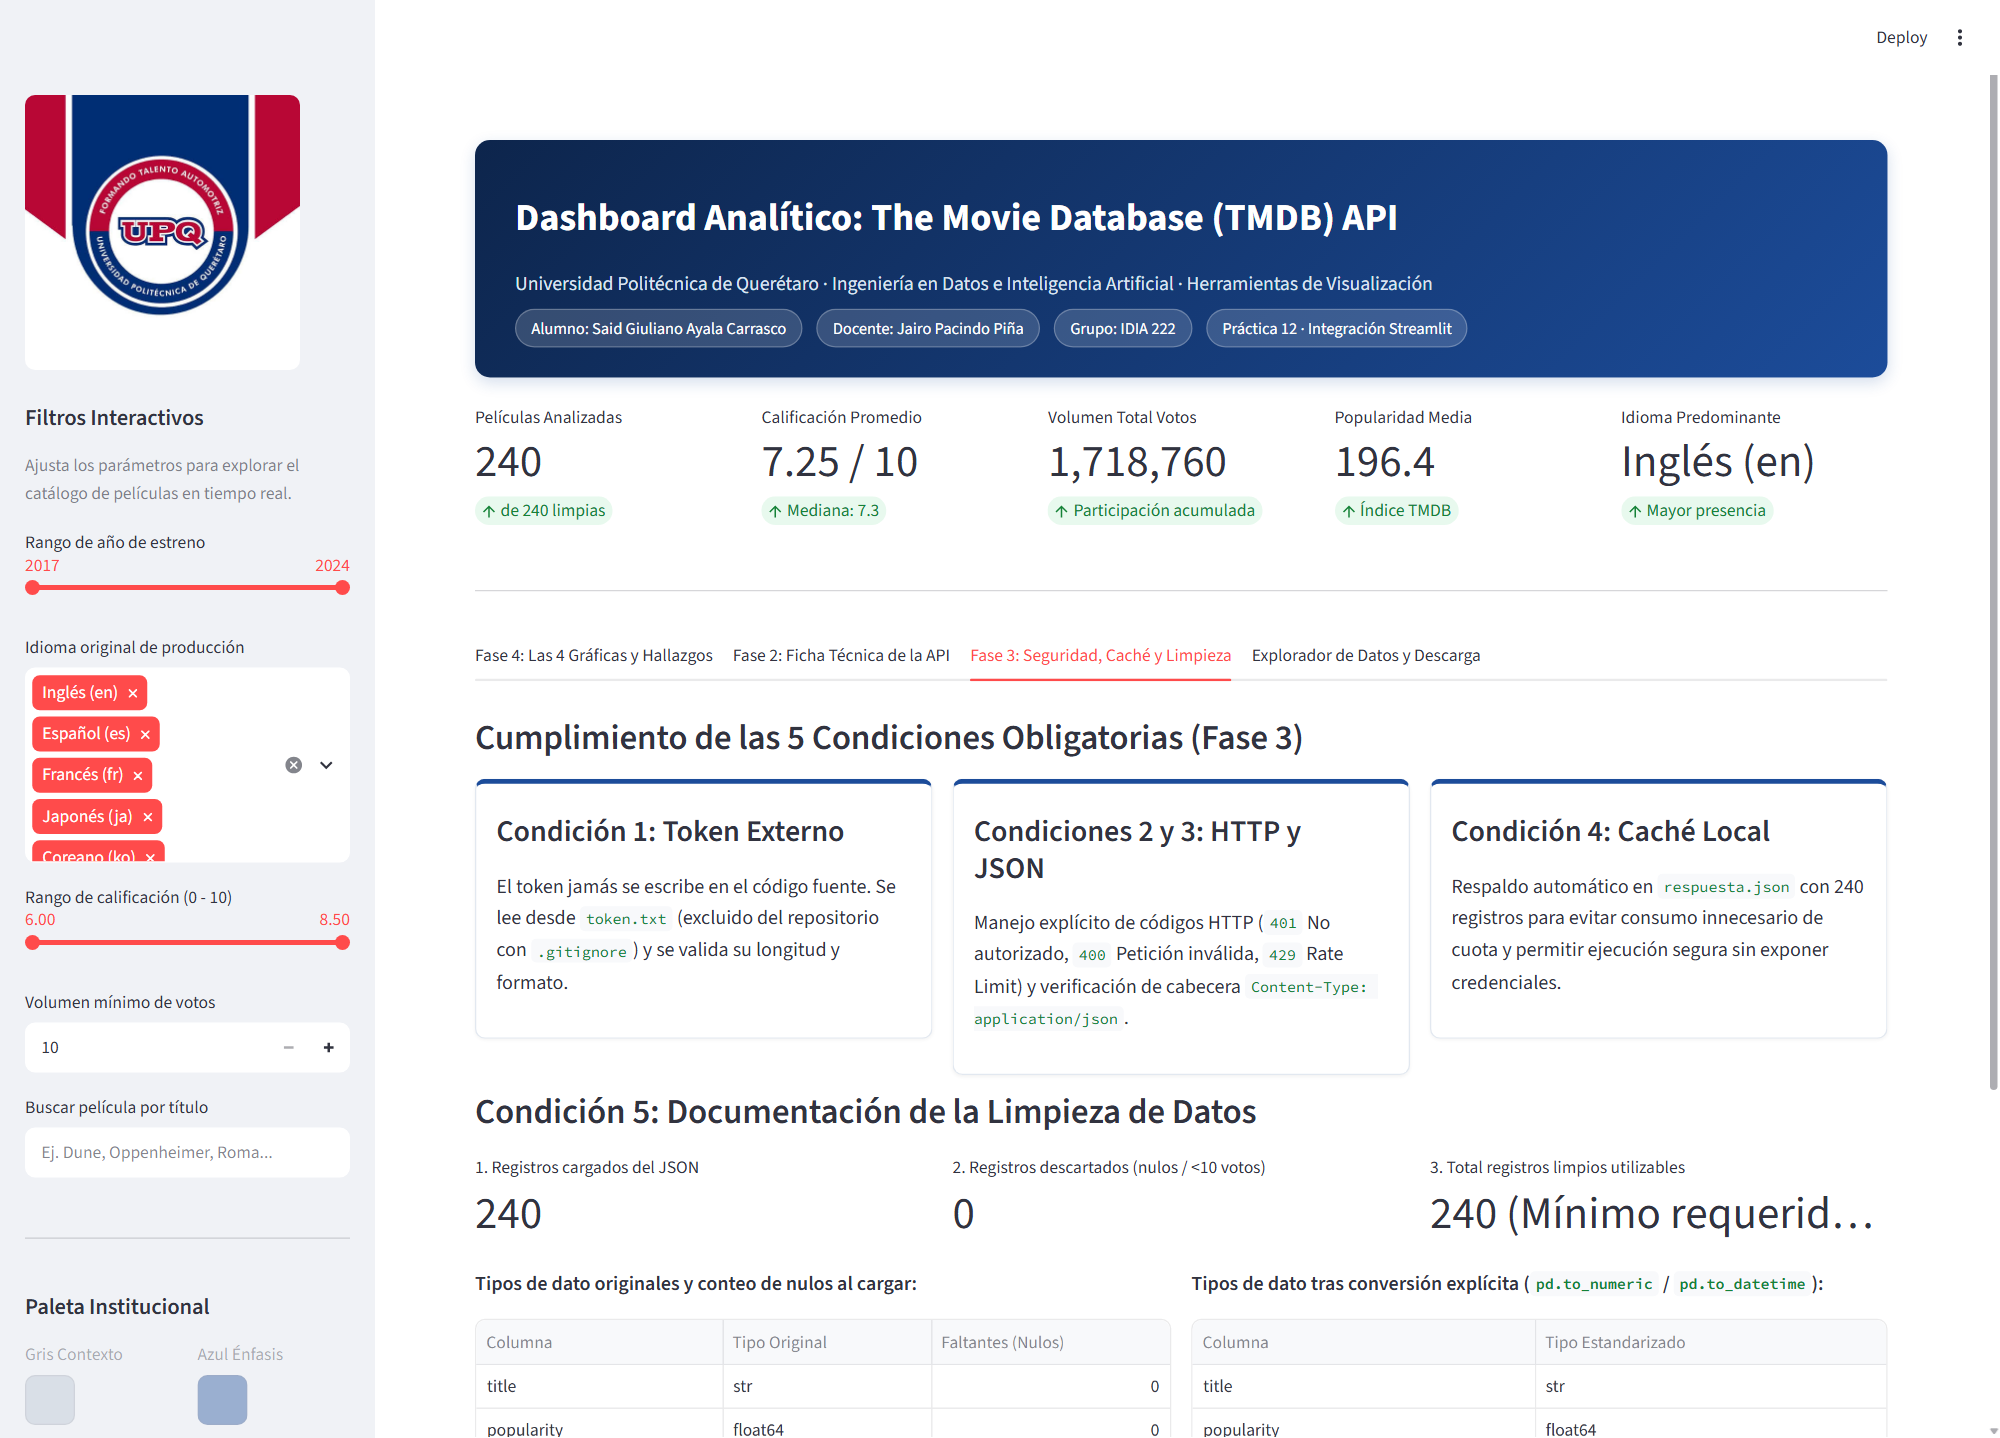 Deploy
FORMANDO TALENTO AUTOMOTRIZ
UPQ
UNIVERSIDAD POLITÉCNICA DE QUERÉTARO
Filtros Interactivos
Ajusta los parámetros para explorar el
catálogo de películas en tiempo real.
Rango de año de estreno
2017 2024
Idioma original de producción
Inglés (en)
Español (es)
Francés (fr)
Japonés (ja)
Coreano (ko)
Rango de calificación (0 - 10)
6.00 8.50
Volumen mínimo de votos
10
Buscar película por título
Ej. Dune, Oppenheimer, Roma...
Paleta Institucional
Gris Contexto Azul Énfasis
Dashboard Analítico: The Movie Database (TMDB) API
Universidad Politécnica de Querétaro · Ingeniería en Datos e Inteligencia Artificial · Herramientas de Visualización
Alumno: Said Giuliano Ayala Carrasco Docente: Jairo Pacindo Piña Grupo: IDIA 222 Práctica 12 · Integración Streamlit
Películas Analizadas Calificación Promedio Volumen Total Votos Popularidad Media Idioma Predominante
240 7.25 / 10 1,718,760 196.4 Inglés (en)
↑ de 240 limpias ↑ Mediana: 7.3 ↑ Participación acumulada ↑ Índice TMDB ↑ Mayor presencia
Fase 4: Las 4 Gráficas y Hallazgos Fase 2: Ficha Técnica de la API Fase 3: Seguridad, Caché y Limpieza Explorador de Datos y Descarga
Cumplimiento de las 5 Condiciones Obligatorias (Fase 3)
Condición 1: Token Externo
El token jamás se escribe en el código fuente. Se
lee desde token.txt (excluido del repositorio
con .gitignore ) y se valida su longitud y
formato.
Condiciones 2 y 3: HTTP y
JSON
Manejo explícito de códigos HTTP ( 401 No
autorizado, 400 Petición inválida, 429 Rate
Limit) y verificación de cabecera Content-Type:
application/json .
Condición 4: Caché Local
Respaldo automático en respuesta.json con 240
registros para evitar consumo innecesario de
cuota y permitir ejecución segura sin exponer
credenciales.
Condición 5: Documentación de la Limpieza de Datos
1. Registros cargados del JSON 2. Registros descartados (nulos / <10 votos) 3. Total registros limpios utilizables
240 0 240 (Mínimo requerid...
Tipos de dato originales y conteo de nulos al cargar:
Columna Tipo Original Faltantes (Nulos)
title str 0
popularity float64 0
Tipos de dato tras conversión explícita ( pd.to_numeric / pd.to_datetime ):
Columna Tipo Estandarizado
title str
popularity float64